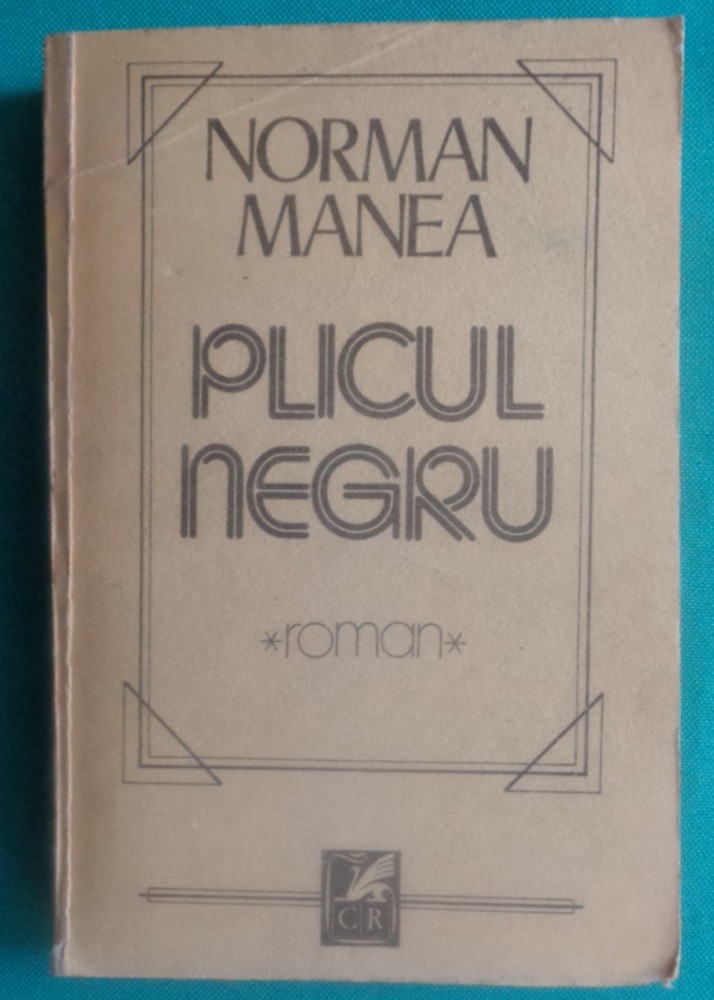 NORMAN
MANEA
PLICUL
NEGRU
*roman*
CR